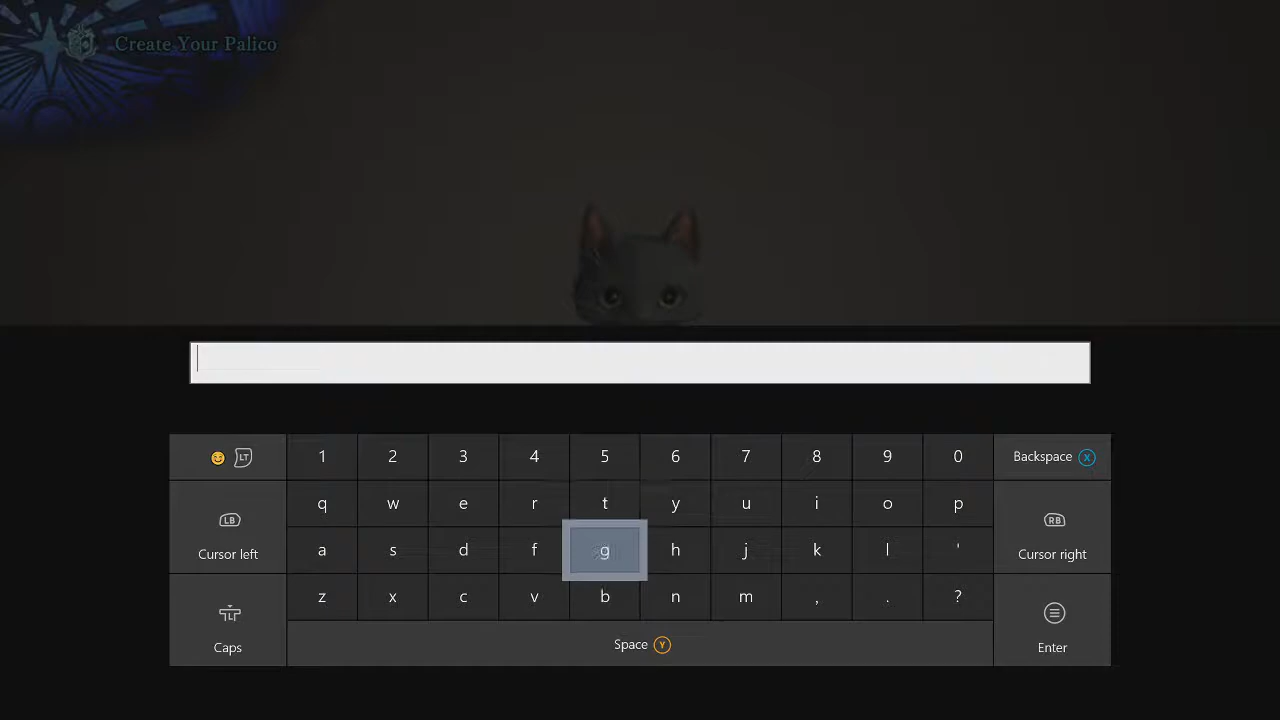 Create Your Palico
LT 1 2 3 4 5 6 7 8 9 0 Backspace X
q w e r t y u i o p
LB RB
Cursor left a s d f g h j k l ' Cursor right
z x c v b n m , . ?
Caps Space Y Enter